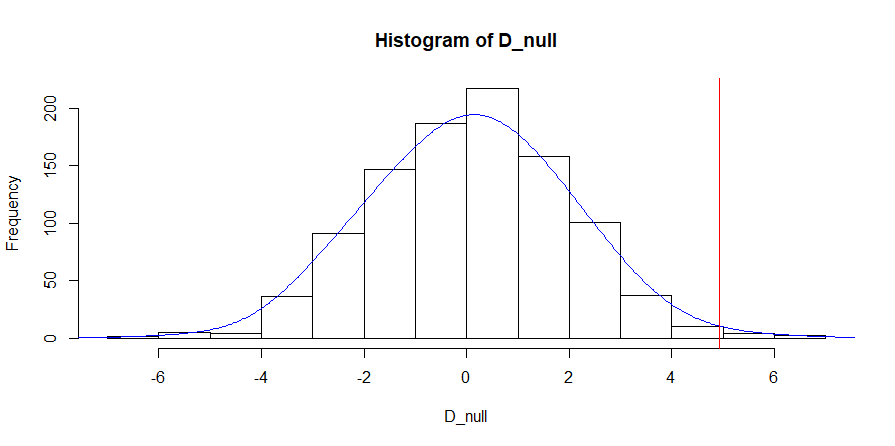 Histogram of D_null
Frequency
200
150
100
50
0
-6 -4 -2 0 2 4 6
D_null